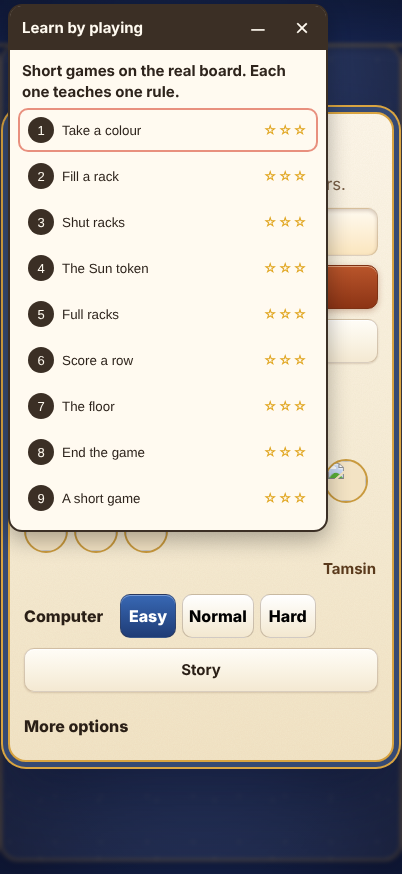 Learn by playing
Short games on the real board. Each
one teaches one rule.
1 Take a colour ☆☆☆
2 Fill a rack ☆☆☆
3 Shut racks ☆☆☆
4 The Sun token ☆☆☆
5 Full racks ☆☆☆
6 Score a row ☆☆☆
7 The floor ☆☆☆
8 End the game ☆☆☆
9 A short game ☆☆☆
rs.
Tamsin
Computer Easy Normal Hard
Story
More options